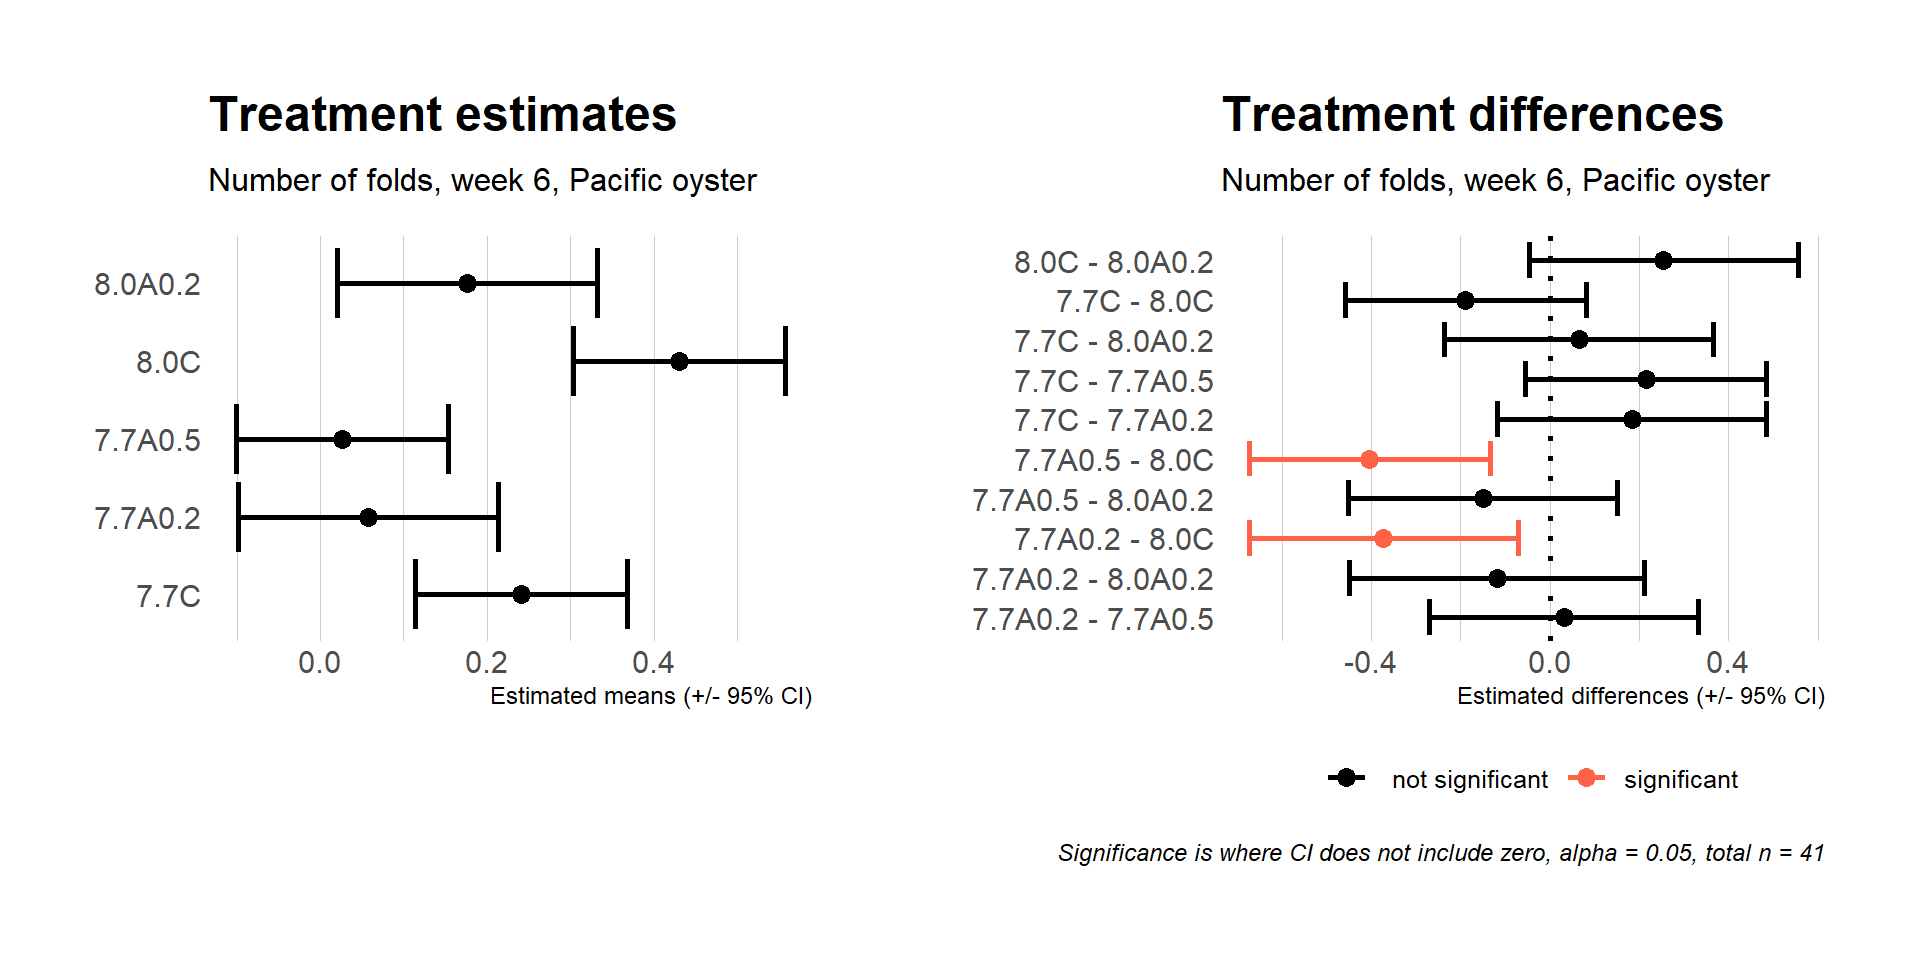 Treatment estimates
Number of folds, week 6, Pacific oyster
8.0A0.2
8.0C
7.7A0.5
7.7A0.2
7.7C
0.0 0.2 0.4
Estimated means (+/- 95% CI)
Treatment differences
Number of folds, week 6, Pacific oyster
8.0C - 8.0A0.2
7.7C - 8.0C
7.7C - 8.0A0.2
7.7C - 7.7A0.5
7.7C - 7.7A0.2
7.7A0.5 - 8.0C
7.7A0.5 - 8.0A0.2
7.7A0.2 - 8.0C
7.7A0.2 - 8.0A0.2
7.7A0.2 - 7.7A0.5
-0.4 0.0 0.4
Estimated differences (+/- 95% CI)
not significant significant
Significance is where CI does not include zero, alpha = 0.05, total n = 41